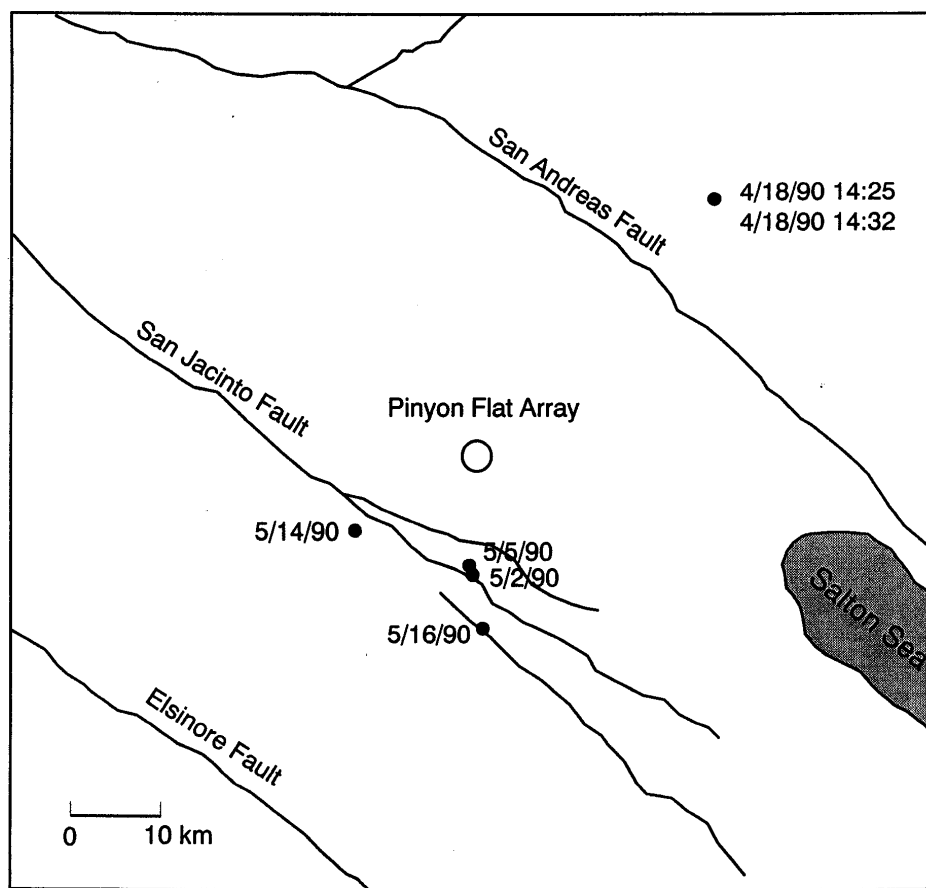 San Andreas Fault
4/18/90 14:25
4/18/90 14:32
San Jacinto Fault
Pinyon Flat Array
5/14/90
5/5/90
5/2/90
5/16/90
Salton Sea
Elsinore Fault
0 10 km